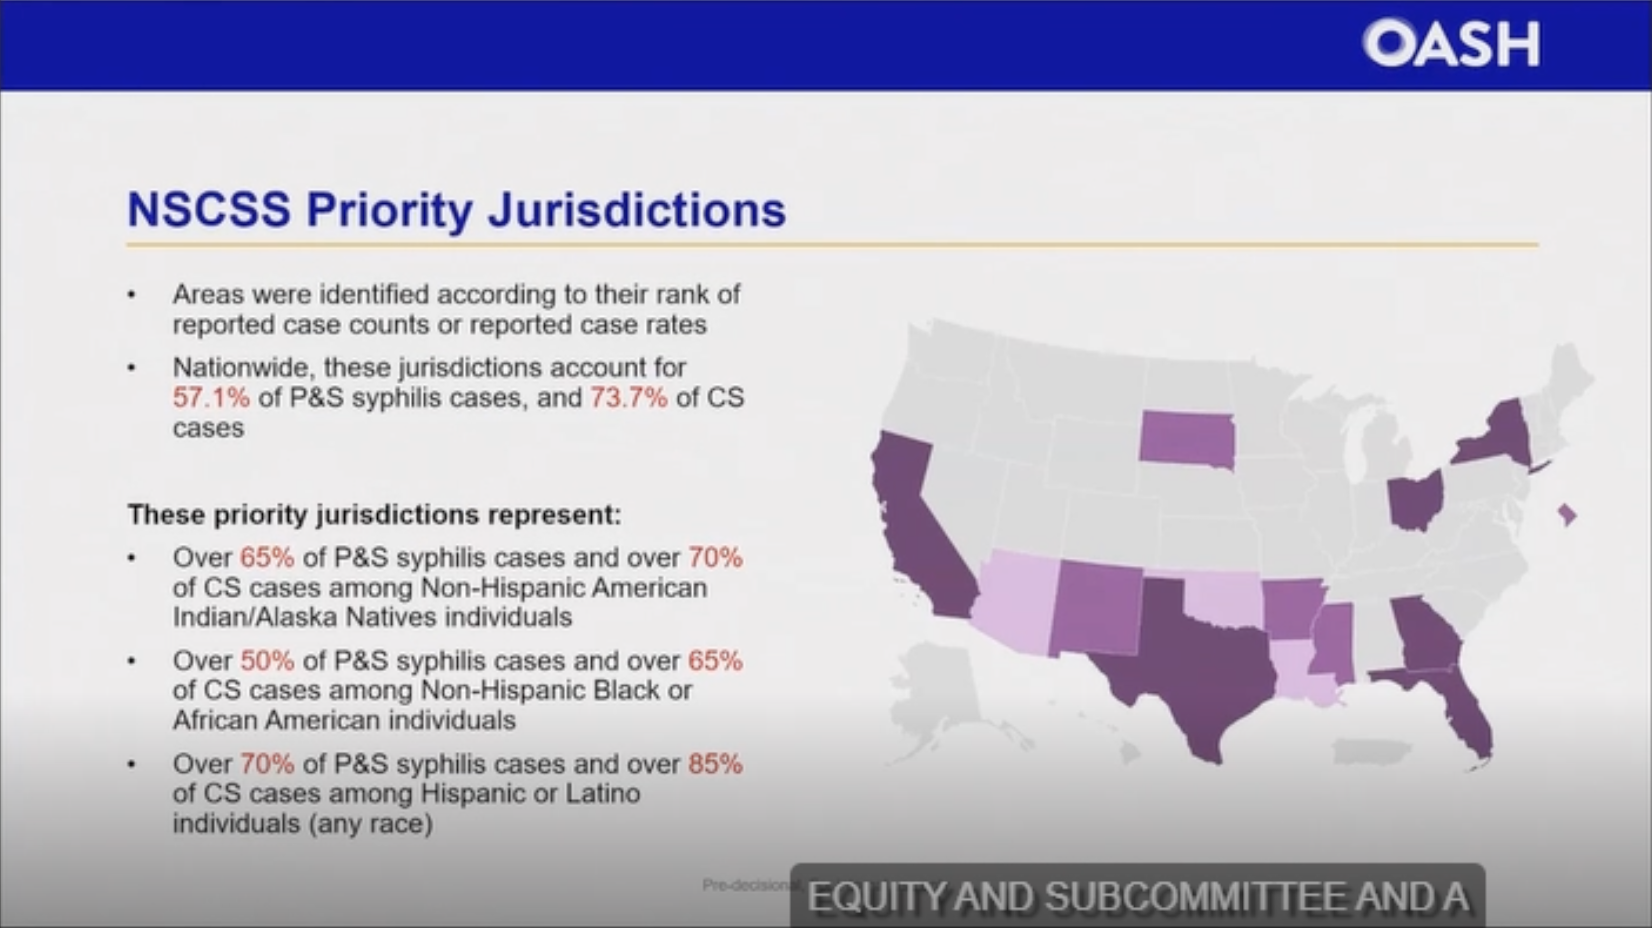 OASH
NSCSS Priority Jurisdictions
• Areas were identified according to their rank of
reported case counts or reported case rates
• Nationwide, these jurisdictions account for
57.1% of P&S syphilis cases, and 73.7% of CS
cases
These priority jurisdictions represent:
• Over 65% of P&S syphilis cases and over 70%
of CS cases among Non-Hispanic American
Indian/Alaska Natives individuals
• Over 50% of P&S syphilis cases and over 65%
of CS cases among Non-Hispanic Black or
African American individuals
• Over 70% of P&S syphilis cases and over 85%
of CS cases among Hispanic or Latino
individuals (any race)
Pre-decisional,
EQUITY AND SUBCOMMITTEE AND A